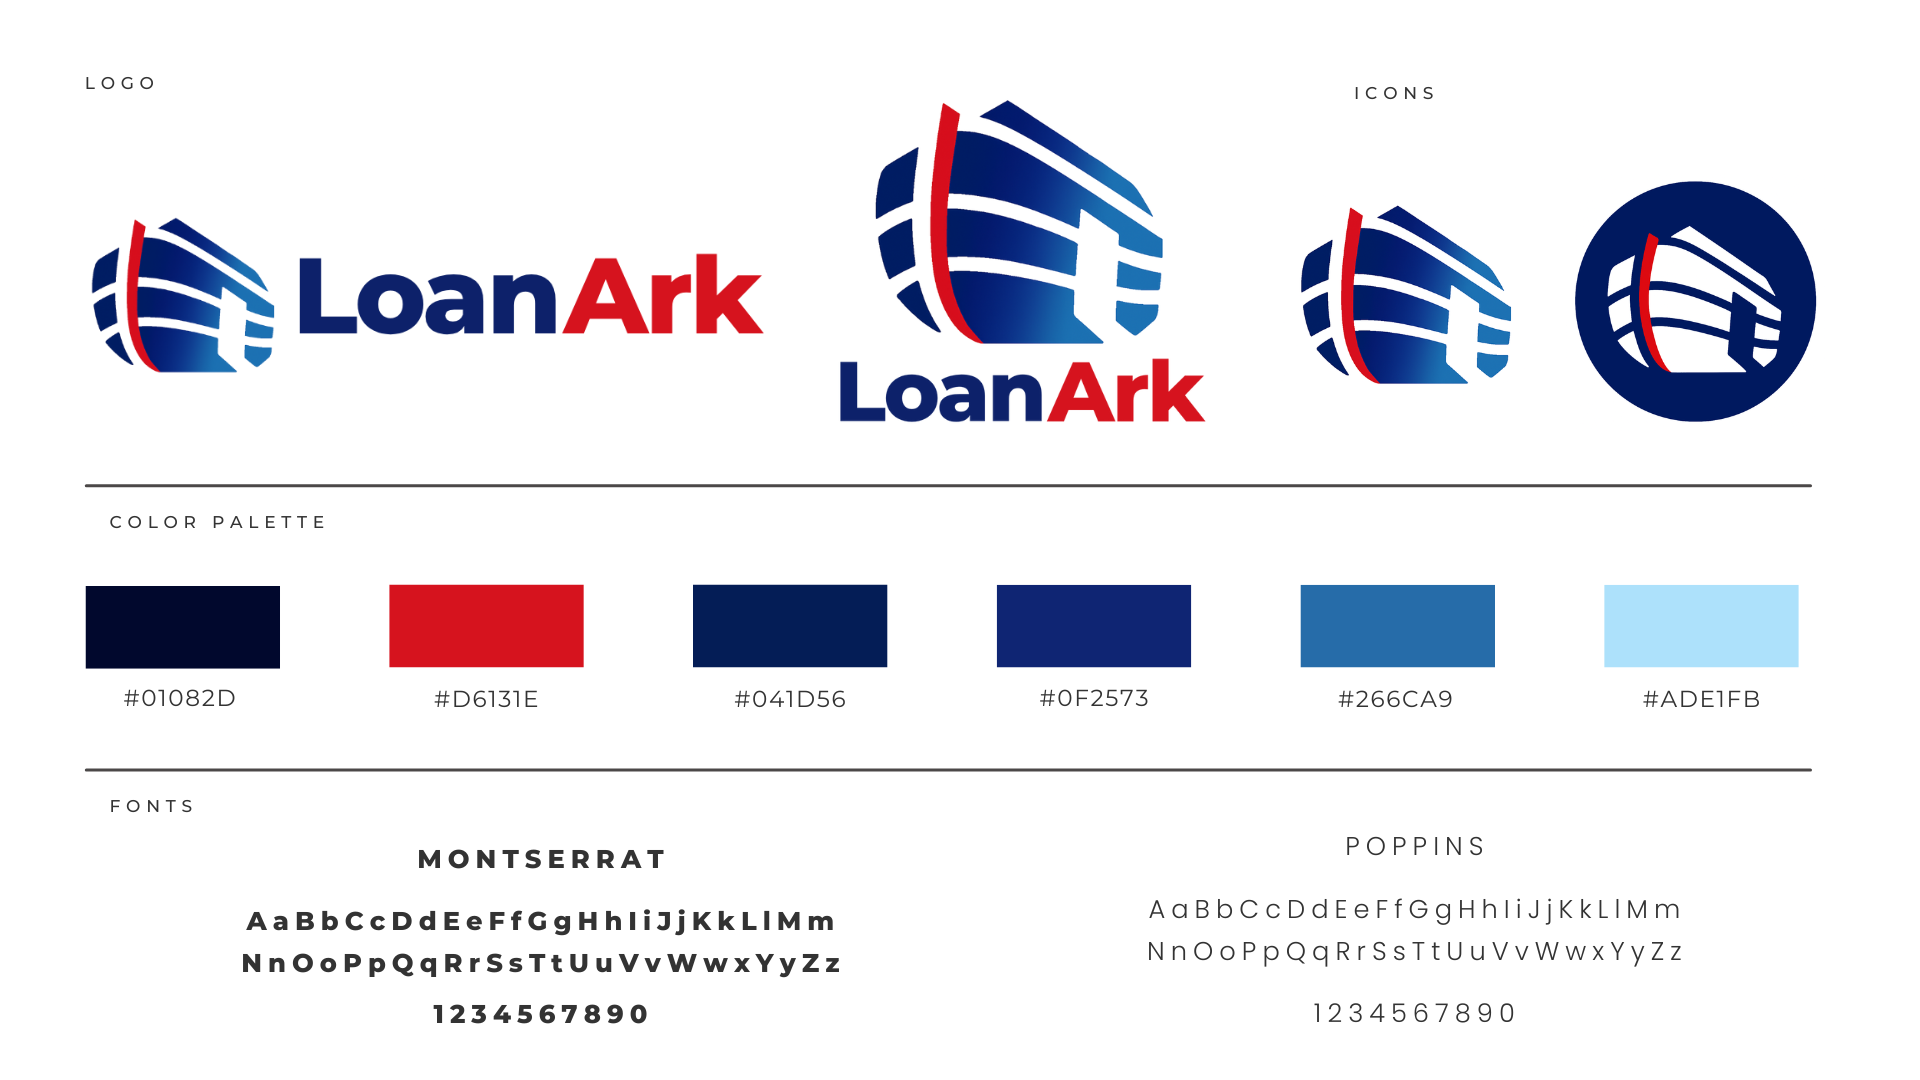 LOGO
ICONS
LoanArk
LoanArk
COLOR PALETTE
#01082D
#D6131E
#041D56
#0F2573
#266CA9
#ADE1FB
FONTS
MONTSERRAT
AaBbCcDdEeFfGgHhIiJjKkLlMm
NnOoPpQqRrSsTtUuVvWwxYyZz
1234567890
POPPINS
AaBbCcDdEeFfGgHhIiJjKkLlMm
NnOoPpQqRrSsTtUuVvWwxYyZz
1234567890